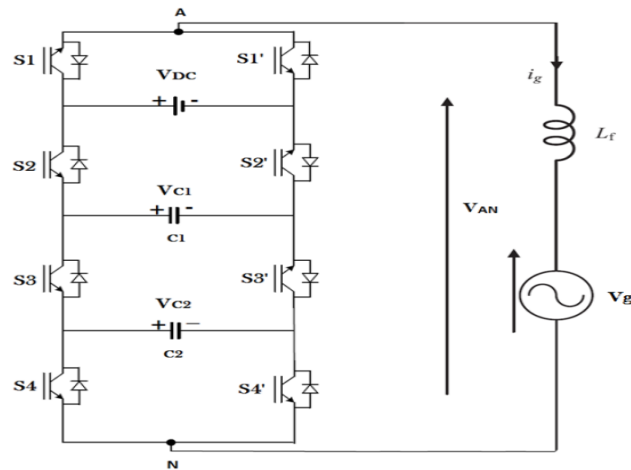 A
S1
S1'
VDC
+ -
ig
Lf
S2
S2'
VC1
+ -
C1
VAN
S3
S3'
VC2
+ –
C2
Vg
S4
S4'
N